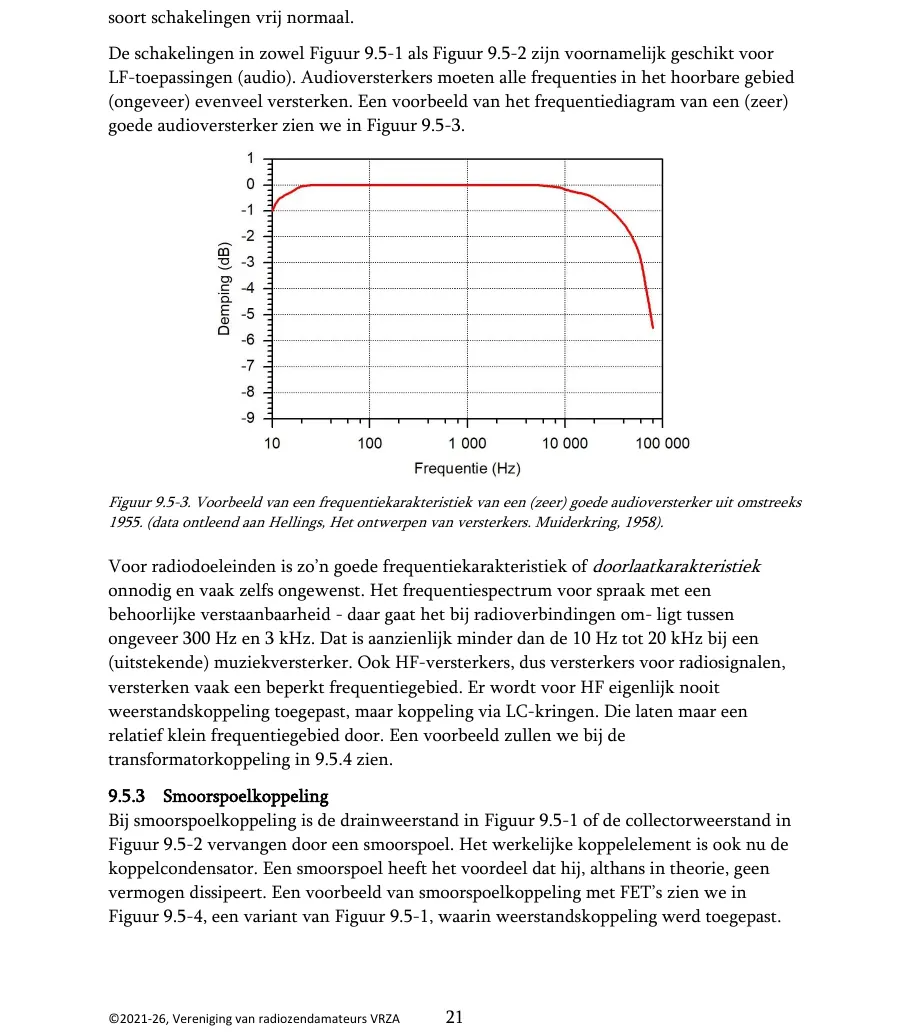 soort schakelingen vrij normaal.
De schakelingen in zowel Figuur 9.5-1 als Figuur 9.5-2 zijn voornamelijk geschikt voor
LF-toepassingen (audio). Audioversterkers moeten alle frequenties in het hoorbare gebied
(ongeveer) evenveel versterken. Een voorbeeld van het frequentiediagram van een (zeer)
goede audioversterker zien we in Figuur 9.5-3.
1
0
-1
-2
-3
-4
-5
-6
-7
-8
-9
Demping (dB)
10 100 1 000 10 000 100 000
Frequentie (Hz)
Figuur 9.5-3. Voorbeeld van een frequentiekarakteristiek van een (zeer) goede audioversterker uit omstreeks
1955. (data ontleend aan Hellings, Het ontwerpen van versterkers. Muiderkring, 1958).
Voor radiodoeleinden is zo’n goede frequentiekarakteristiek of doorlaatkarakteristiek
onnodig en vaak zelfs ongewenst. Het frequentiespectrum voor spraak met een
behoorlijke verstaanbaarheid - daar gaat het bij radioverbindingen om- ligt tussen
ongeveer 300 Hz en 3 kHz. Dat is aanzienlijk minder dan de 10 Hz tot 20 kHz bij een
(uitstekende) muziekversterker. Ook HF-versterkers, dus versterkers voor radiosignalen,
versterken vaak een beperkt frequentiegebied. Er wordt voor HF eigenlijk nooit
weerstandskoppeling toegepast, maar koppeling via LC-kringen. Die laten maar een
relatief klein frequentiegebied door. Een voorbeeld zullen we bij de
transformatorkoppeling in 9.5.4 zien.
9.5.3 Smoorspoelkoppeling
Bij smoorspoelkoppeling is de drainweerstand in Figuur 9.5-1 of de collectorweerstand in
Figuur 9.5-2 vervangen door een smoorspoel. Het werkelijke koppelelement is ook nu de
koppelcondensator. Een smoorspoel heeft het voordeel dat hij, althans in theorie, geen
vermogen dissipeert. Een voorbeeld van smoorspoelkoppeling met FET’s zien we in
Figuur 9.5-4, een variant van Figuur 9.5-1, waarin weerstandskoppeling werd toegepast.
©2021-26, Vereniging van radiozendamateurs VRZA 21